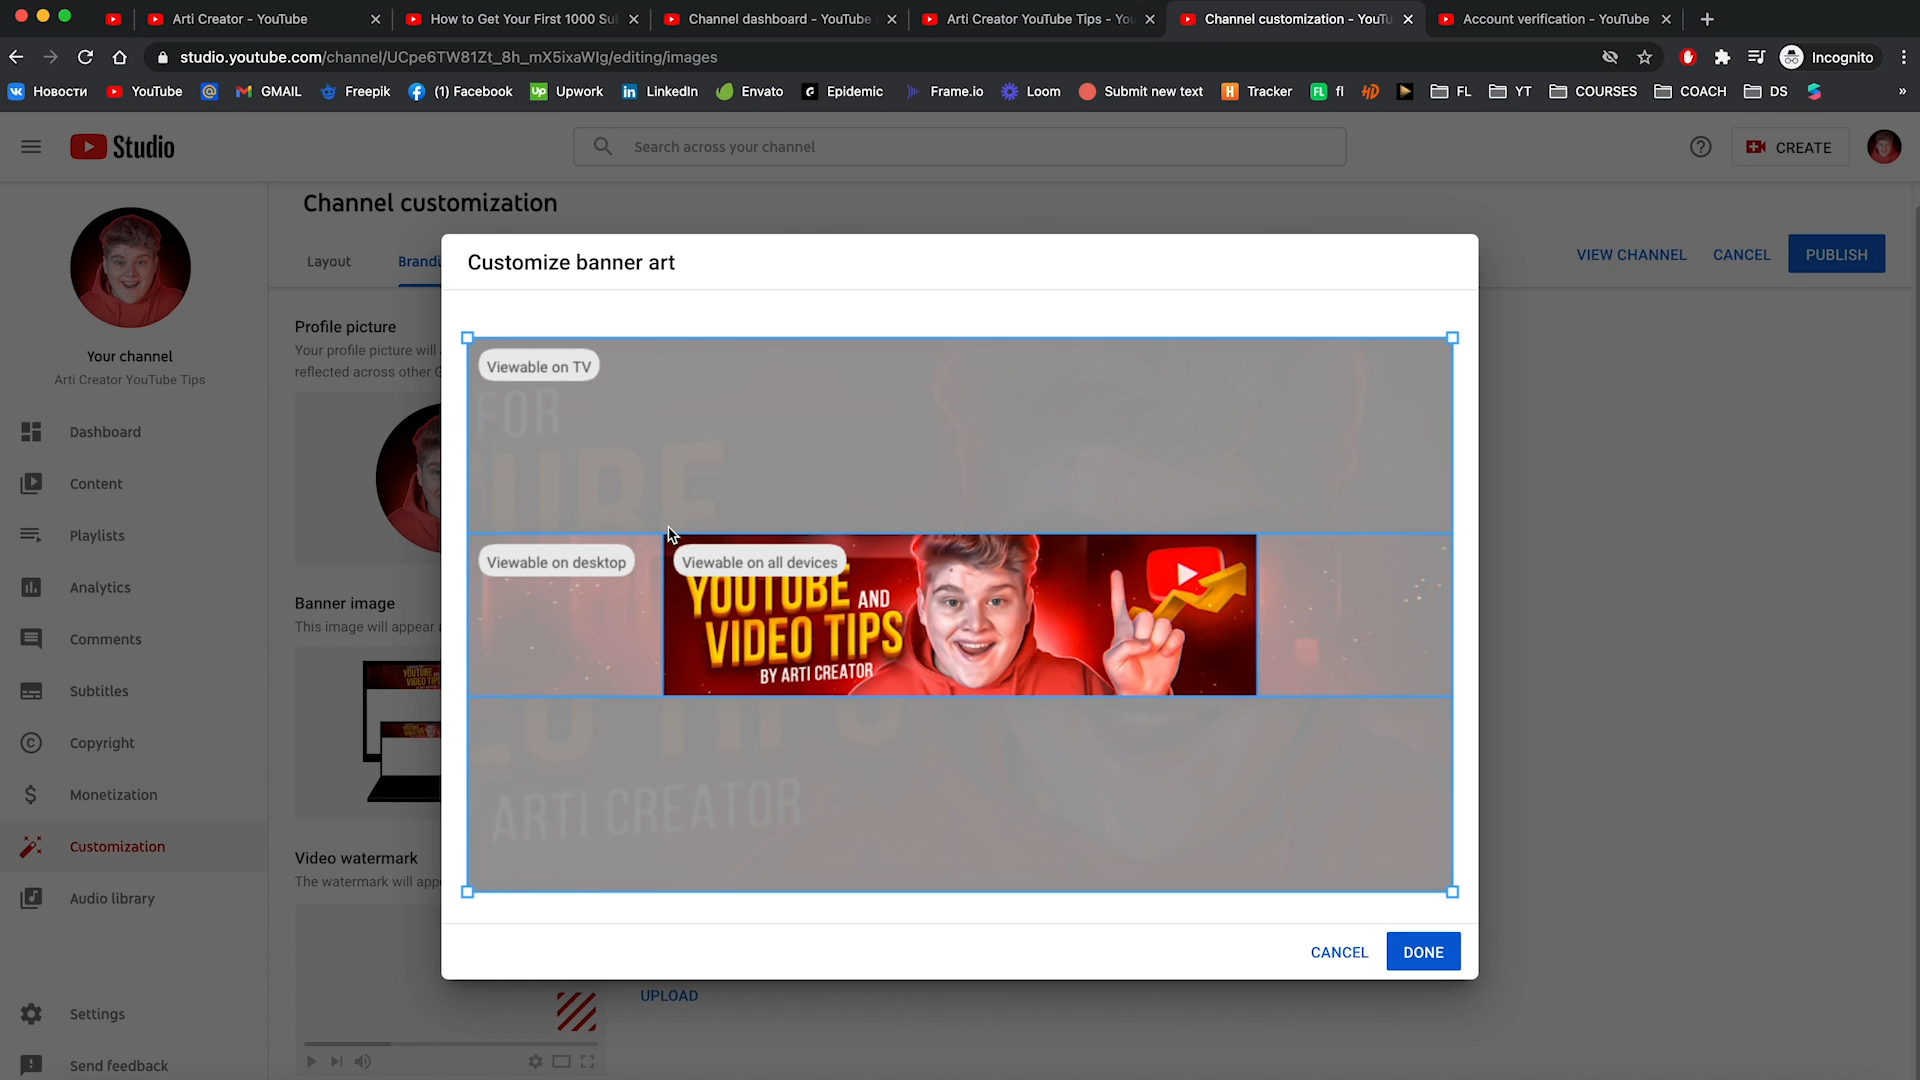 Arti Creator - YouTube
How to Get Your First 1000 Su
Channel dashboard - YouTube
Arti Creator YouTube Tips - You
Channel customization - YouTu
Account verification - YouTube
studio.youtube.com/channel/UCpe6TW81Zt_8h_mX5ixaWIg/editing/images
Incognito
Новости
YouTube
GMAIL
Freepik
(1) Facebook
Upwork
LinkedIn
Envato
Epidemic
Frame.io
Loom
Submit new text
Tracker
fl
FL
YT
COURSES
COACH
DS
Studio
Search across your channel
CREATE
Channel customization
Layout
Brandi
VIEW CHANNEL
CANCEL
PUBLISH
Your channel
Arti Creator YouTube Tips
Dashboard
Content
Playlists
Analytics
Comments
Subtitles
Copyright
Monetization
Customization
Audio library
Settings
Send feedback
Profile picture
Your profile picture will
reflected across other G
Banner image
This image will appear a
Video watermark
The watermark will app
UPLOAD
Customize banner art
Viewable on TV
FOR
Viewable on desktop
Viewable on all devices
YOUTUBE AND
VIDEO TIPS
BY ARTI CREATOR
ARTI CREATOR
CANCEL
DONE